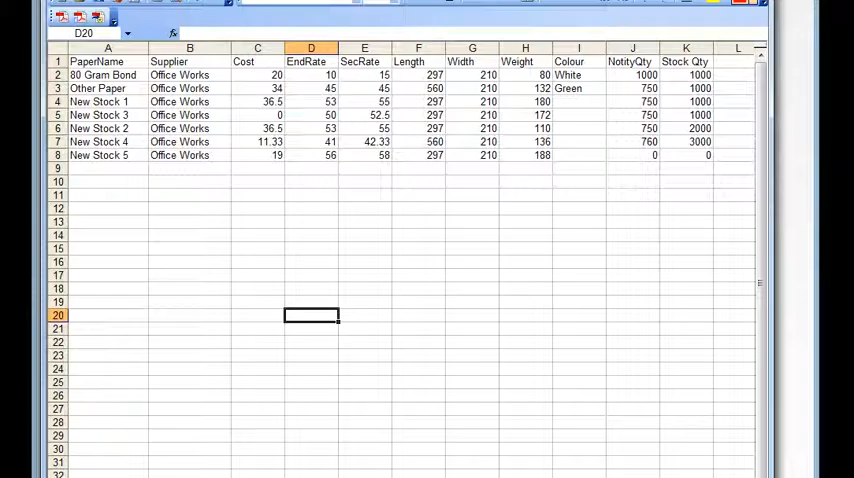 D20 fx
A B C D E F G H I J K L
1 PaperName Supplier Cost EndRate SecRate Length Width Weight Colour NotityQty Stock Qty
2 80 Gram Bond Office Works 20 10 15 297 210 80 White 1000 1000
3 Other Paper Office Works 34 45 45 560 210 132 Green 750 1000
4 New Stock 1 Office Works 36.5 53 55 297 210 180 750 1000
5 New Stock 3 Office Works 0 50 52.5 297 210 172 750 1000
6 New Stock 2 Office Works 36.5 53 55 297 210 110 750 2000
7 New Stock 4 Office Works 11.33 41 42.33 560 210 136 760 3000
8 New Stock 5 Office Works 19 56 58 297 210 188 0 0
9
10
11
12
13
14
15
16
17
18
19
20
21
22
23
24
25
26
27
28
29
30
31
32